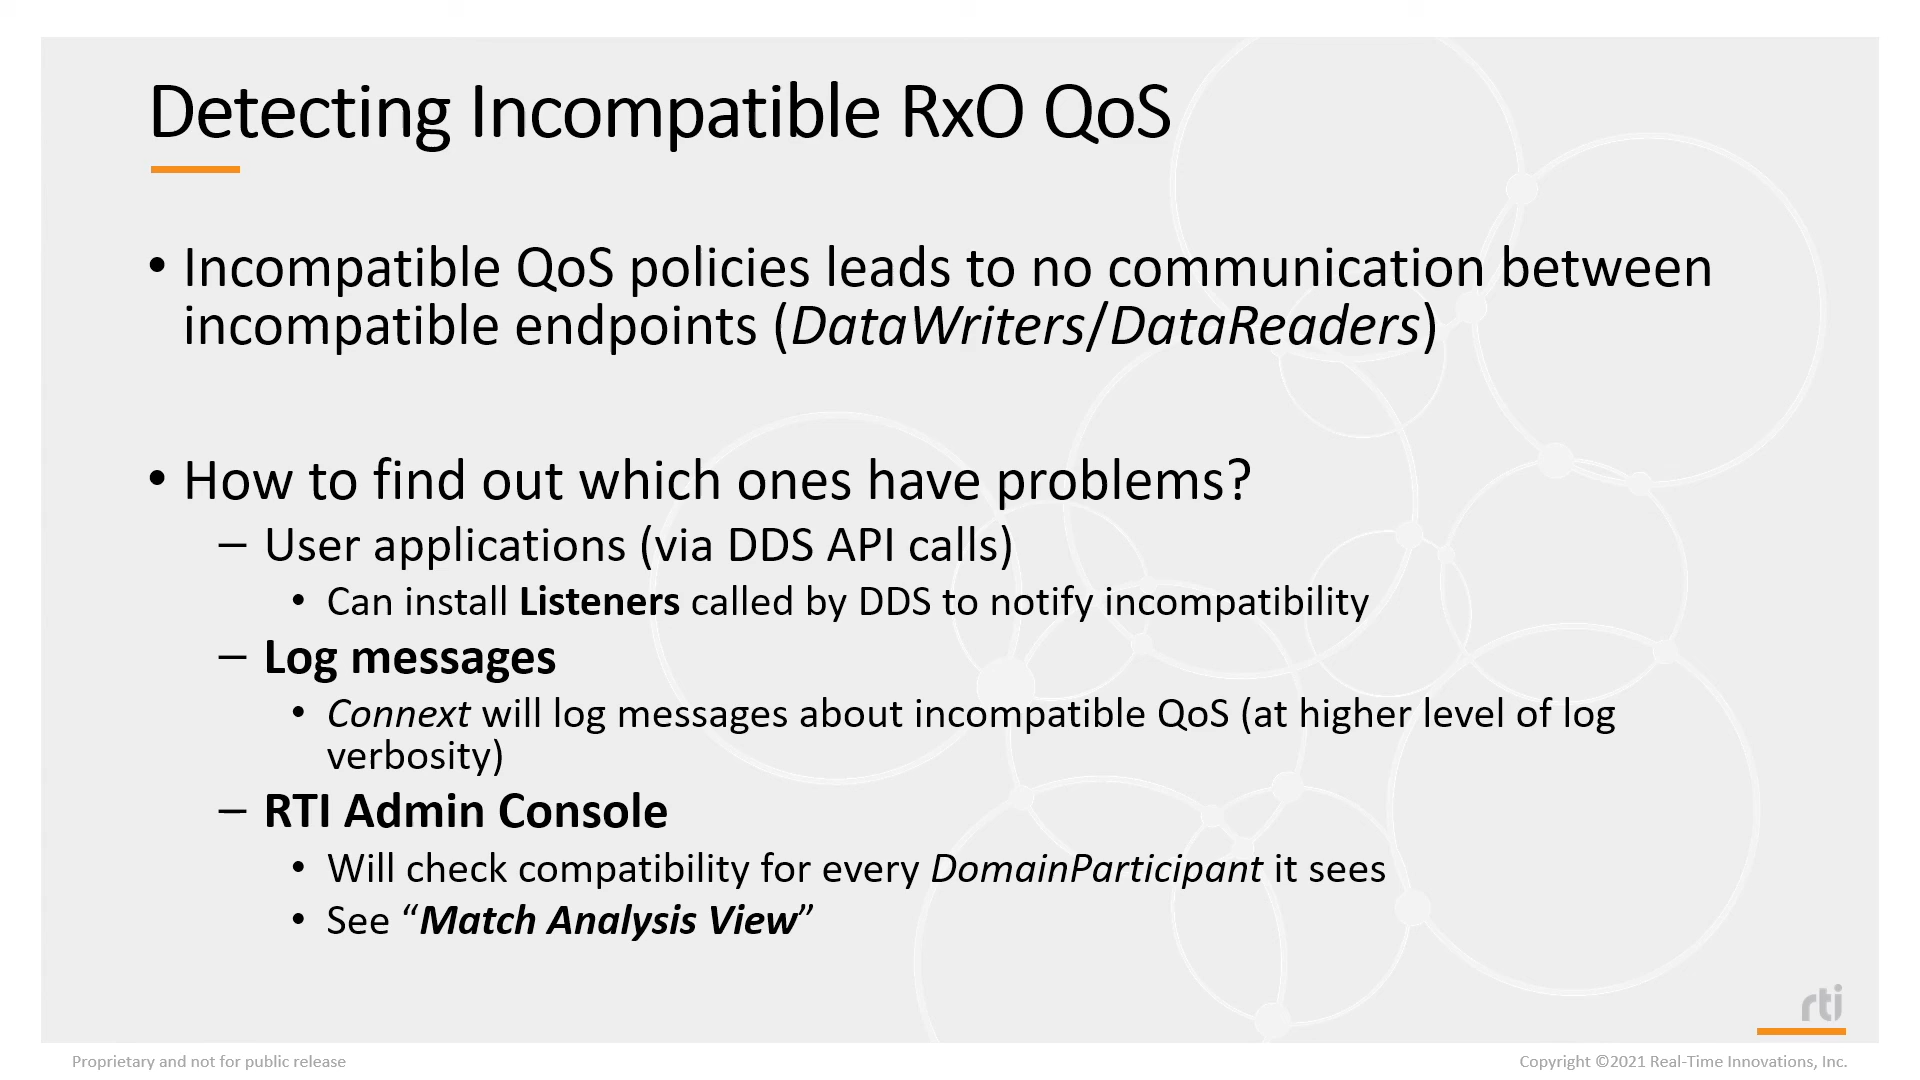 Detecting Incompatible RxO QoS
• Incompatible QoS policies leads to no communication between
incompatible endpoints (DataWriters/DataReaders)
• How to find out which ones have problems?
– User applications (via DDS API calls)
• Can install Listeners called by DDS to notify incompatibility
– Log messages
• Connext will log messages about incompatible QoS (at higher level of log
verbosity)
– RTI Admin Console
• Will check compatibility for every DomainParticipant it sees
• See “Match Analysis View”
rti
Proprietary and not for public release
Copyright ©2021 Real-Time Innovations, Inc.